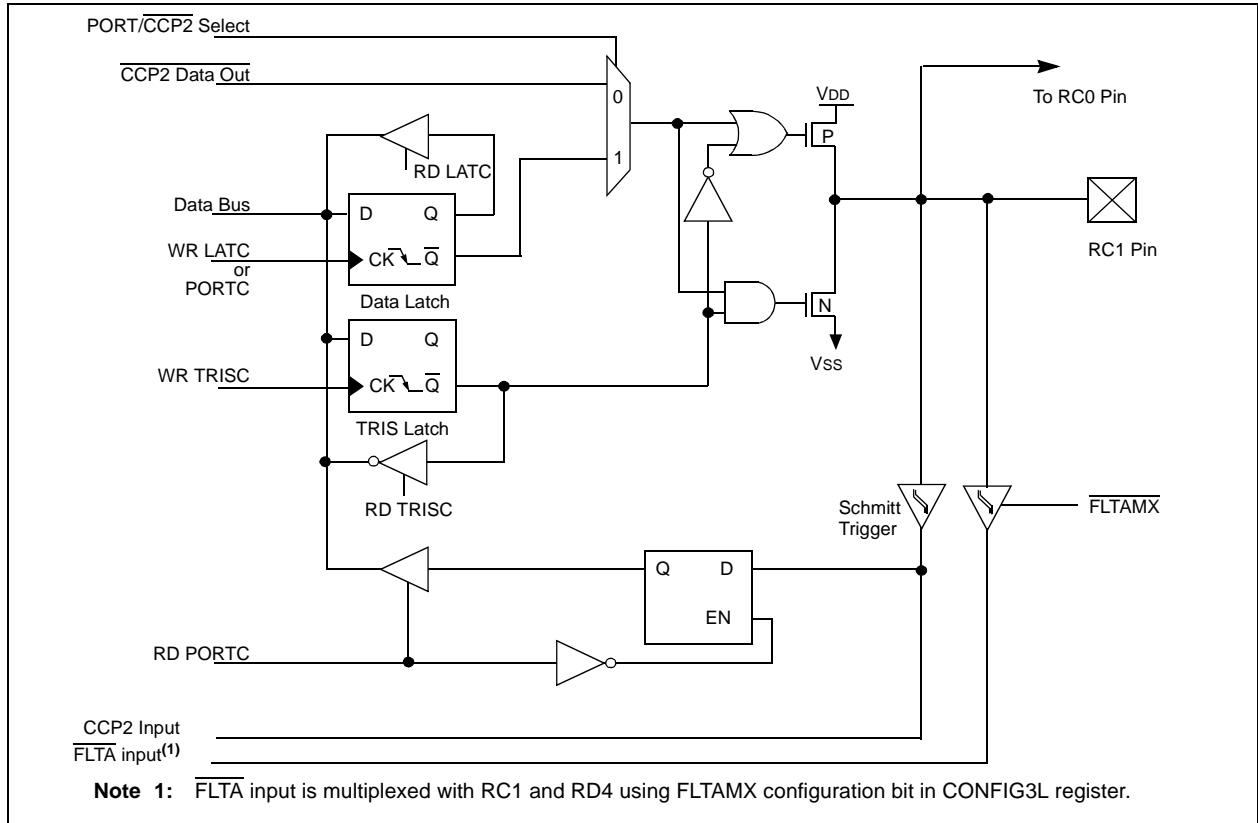 PORT/CCP2 Select
CCP2 Data Out
VDD
0
To RC0 Pin
P
1
RD LATC
Data Bus
D Q
RC1 Pin
WR LATC
or
PORTC
CK Q
Data Latch
N
D Q
VSS
WR TRISC
CK Q
TRIS Latch
RD TRISC
Schmitt
Trigger
FLTAMX
Q D
EN
RD PORTC
CCP2 Input
FLTA input(1)
Note 1: FLTA input is multiplexed with RC1 and RD4 using FLTAMX configuration bit in CONFIG3L register.